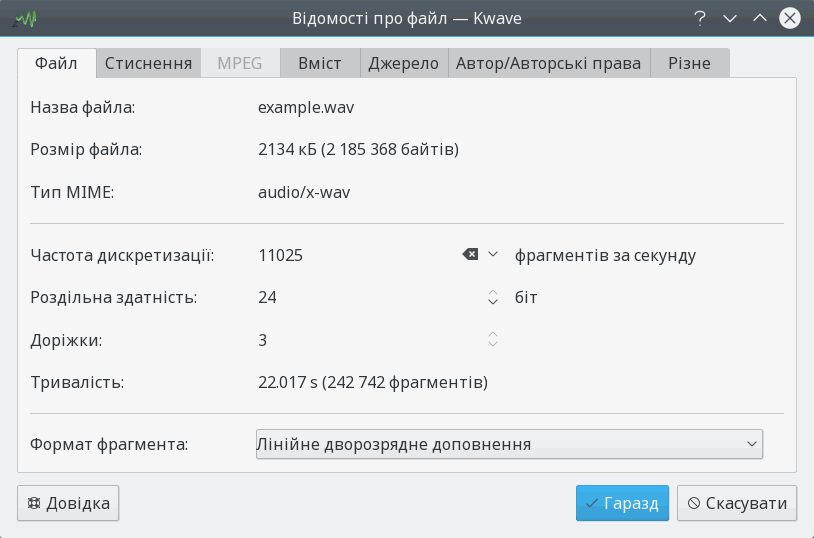 Відомості про файл — Kwave
Файл Стиснення MPEG Вміст Джерело Автор/Авторські права Різне
Назва файла: example.wav
Розмір файла: 2134 кБ (2 185 368 байтів)
Тип MIME: audio/x-wav
Частота дискретизації: 11025 фрагментів за секунду
Роздільна здатність: 24 біт
Доріжки: 3
Тривалість: 22.017 s (242 742 фрагментів)
Формат фрагмента: Лінійне дворозрядне доповнення
Довідка Гаразд Скасувати